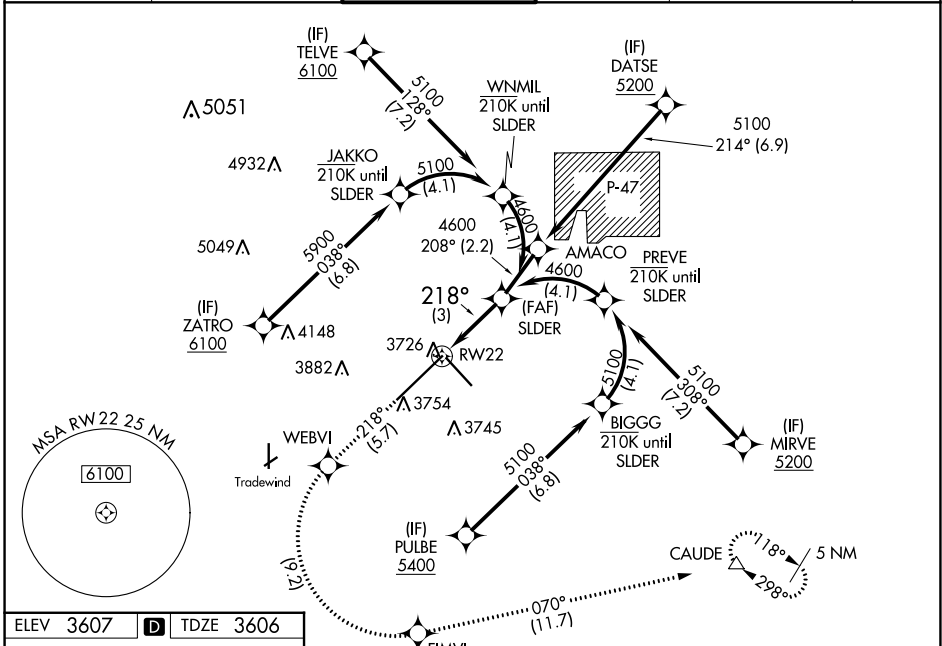 (IF)
TELVE
6100
5100
128°
(7.2)
(IF)
DATSE
5200
5100
214° (6.9)
WNMIL
210K until
SLDER
5051
4932
JAKKO
210K until
SLDER
5100
(4.1)
P-47
4600
(4.1)
4600
208° (2.2)
AMACO
5049
5900
038°
(6.8)
PREVE
210K until
SLDER
4600
(4.1)
218°
(3)
(FAF)
SLDER
(IF)
ZATRO
6100
4148
3726
RW22
3882
5100
(4.1)
5100
308°
(7.2)
3754
3745
218°
(5.7)
BIGGG
210K until
SLDER
(IF)
MIRVE
5200
MSA RW22 25 NM
6100
WEBVI
Tradewind
5100
038°
(6.8)
(IF)
PULBE
5400
CAUDE
118°
5 NM
298°
(9.2)
070°
(11.7)
ELEV 3607 D TDZE 3606